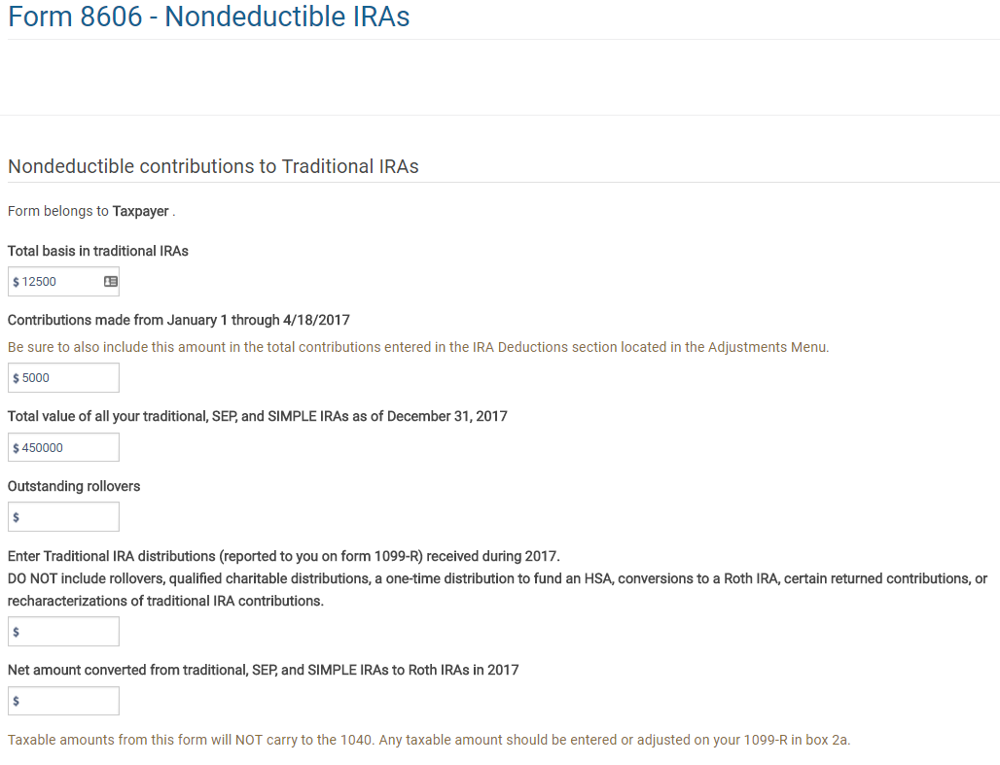 Form 8606 - Nondeductible IRAs
Nondeductible contributions to Traditional IRAs
Form belongs to Taxpayer .
Total basis in traditional IRAs
$ 12500
Contributions made from January 1 through 4/18/2017
Be sure to also include this amount in the total contributions entered in the IRA Deductions section located in the Adjustments Menu.
$ 5000
Total value of all your traditional, SEP, and SIMPLE IRAs as of December 31, 2017
$ 450000
Outstanding rollovers
$
Enter Traditional IRA distributions (reported to you on form 1099-R) received during 2017.
DO NOT include rollovers, qualified charitable distributions, a one-time distribution to fund an HSA, conversions to a Roth IRA, certain returned contributions, or
recharacterizations of traditional IRA contributions.
$
Net amount converted from traditional, SEP, and SIMPLE IRAs to Roth IRAs in 2017
$
Taxable amounts from this form will NOT carry to the 1040. Any taxable amount should be entered or adjusted on your 1099-R in box 2a.